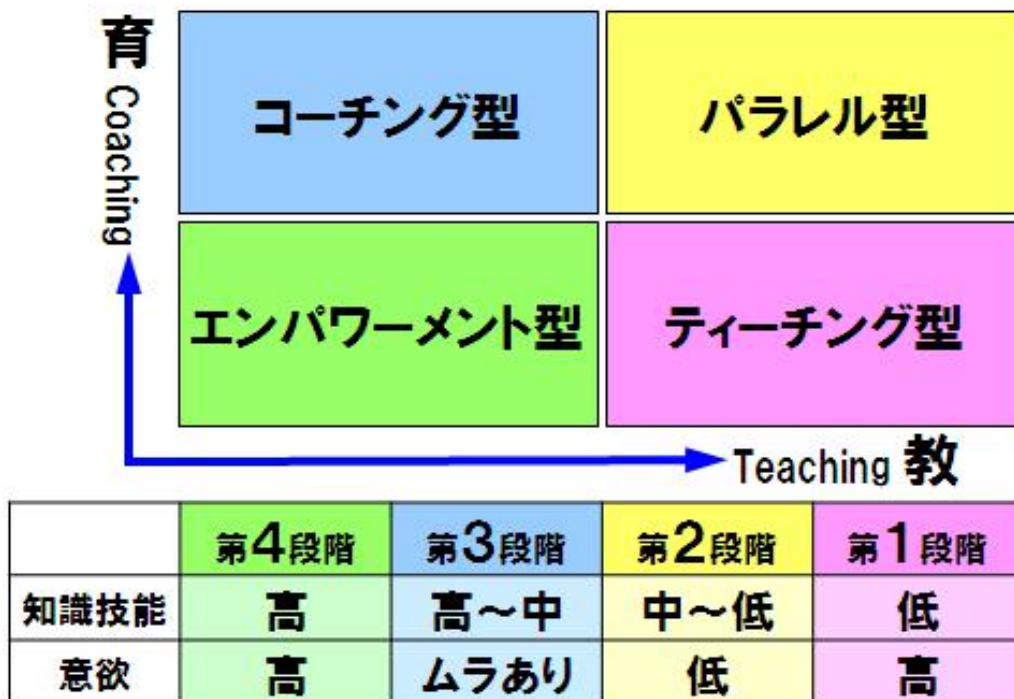 育 Coaching
コーチング型 パラレル型
エンパワーメント型 ティーチング型
Teaching 教
第4段階 第3段階 第2段階 第1段階
知識技能 高 高～中 中～低 低
意欲 高 ムラあり 低 高